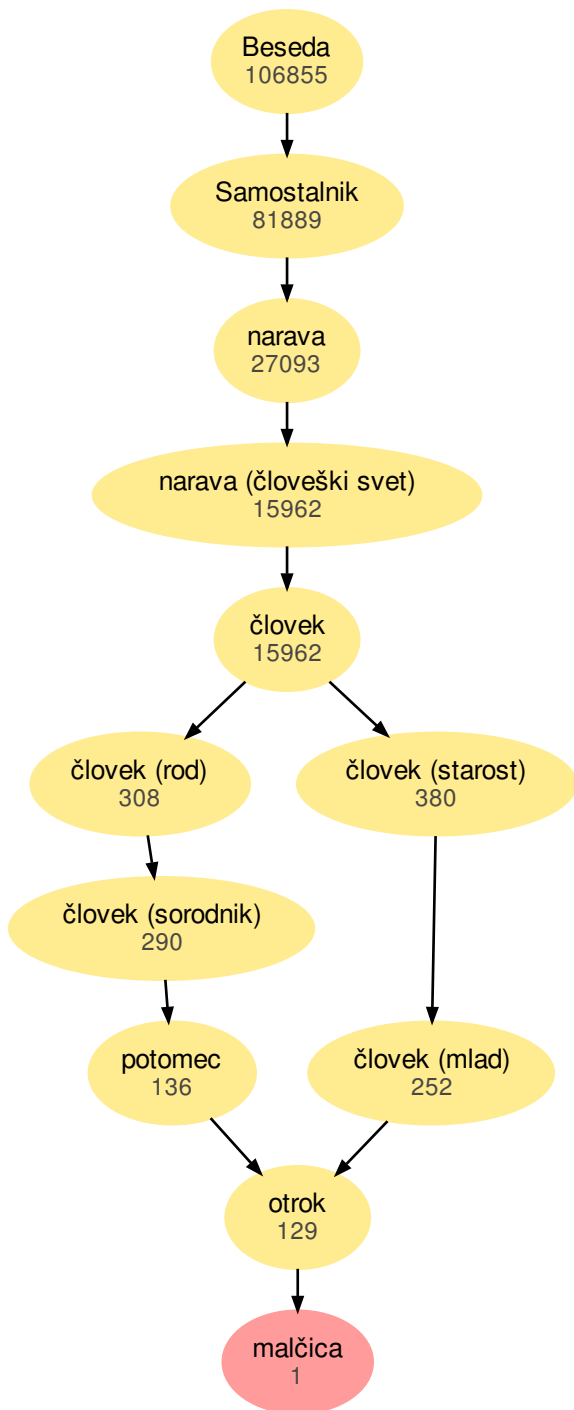 Beseda
106855
Samostalnik
81889
narava
27093
narava (človeški svet)
15962
človek
15962
človek (rod)
308
človek (starost)
380
človek (sorodnik)
290
potomec
136
človek (mlad)
252
otrok
129
malčica
1